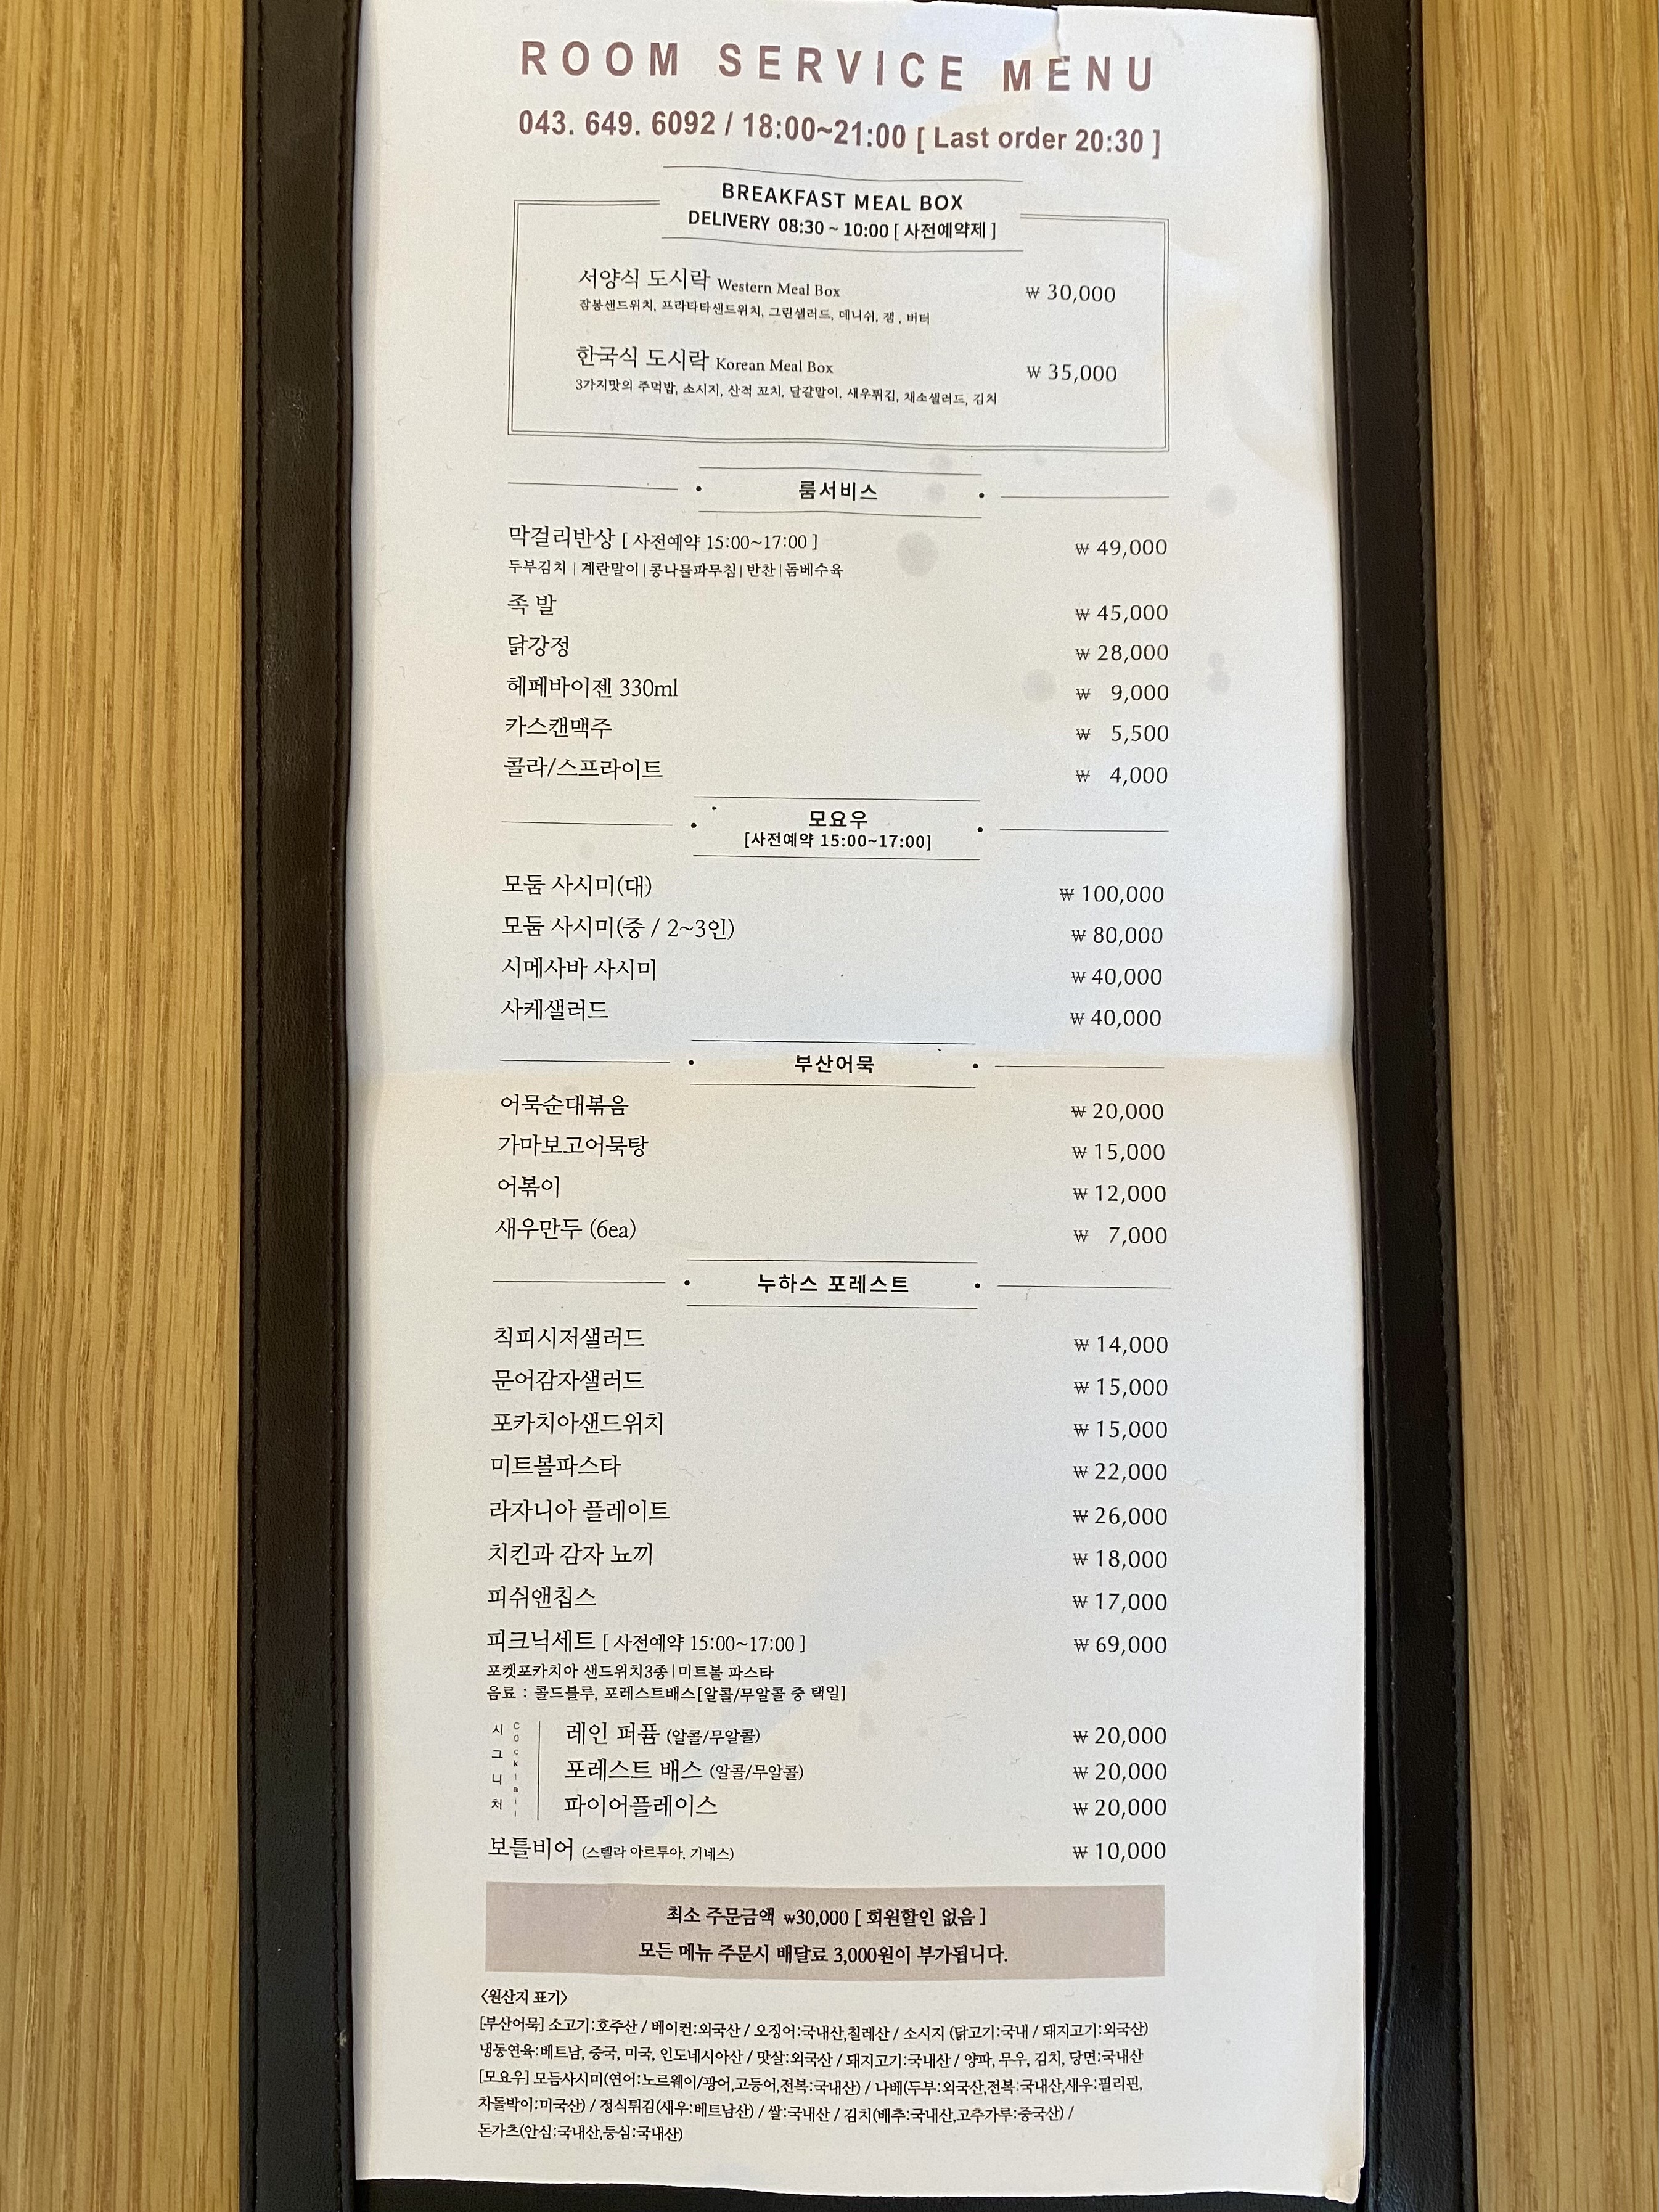 ROOM SERVICE MENU
043. 649. 6092 / 18:00~21:00 [ Last order 20:30 ]
BREAKFAST MEAL BOX
DELIVERY 08:30 ~ 10:00 [ 사전예약제 ]
서양식 도시락 Western Meal Box ₩ 30,000
잠봉샌드위치, 프라타타샌드위치, 그린샐러드, 데니쉬, 잼 , 버터
한국식 도시락 Korean Meal Box ₩ 35,000
3가지맛의 주먹밥, 소시지, 산적 꼬치, 달걀말이, 새우튀김, 채소샐러드, 김치
룸서비스
막걸리반상 [ 사전예약 15:00~17:00 ] ₩ 49,000
두부김치 | 계란말이 | 콩나물파무침 | 반찬 | 돔베수육
족 발 ₩ 45,000
닭강정 ₩ 28,000
헤페바이젠 330ml ₩ 9,000
카스캔맥주 ₩ 5,500
콜라/스프라이트 ₩ 4,000
모요우
[사전예약 15:00~17:00]
모둠 사시미(대) ₩ 100,000
모둠 사시미(중 / 2~3인) ₩ 80,000
시메사바 사시미 ₩ 40,000
사케샐러드 ₩ 40,000
부산어묵
어묵순대볶음 ₩ 20,000
가마보고어묵탕 ₩ 15,000
어볶이 ₩ 12,000
새우만두 (6ea) ₩ 7,000
누하스 포레스트
칙피시저샐러드 ₩ 14,000
문어감자샐러드 ₩ 15,000
포카치아샌드위치 ₩ 15,000
미트볼파스타 ₩ 22,000
라자니아 플레이트 ₩ 26,000
치킨과 감자 뇨끼 ₩ 18,000
피쉬앤칩스 ₩ 17,000
피크닉세트 [ 사전예약 15:00~17:00 ] ₩ 69,000
포켓포카치아 샌드위치3종 | 미트볼 파스타
음료 : 콜드블루, 포레스트배스[알콜/무알콜 중 택일]
시그니처 Cocktail
레인 퍼퓸 (알콜/무알콜) ₩ 20,000
포레스트 배스 (알콜/무알콜) ₩ 20,000
파이어플레이스 ₩ 20,000
보틀비어 (스텔라 아르투아, 기네스) ₩ 10,000
최소 주문금액 ₩30,000 [ 회원할인 없음 ]
모든 메뉴 주문시 배달료 3,000원이 부가됩니다.
<원산지 표기>
[부산어묵] 소고기:호주산 / 베이컨:외국산 / 오징어:국내산,칠레산 / 소시지 (닭고기:국내 / 돼지고기:외국산)
냉동연육:베트남, 중국, 미국, 인도네시아산 / 맛살:외국산 / 돼지고기:국내산 / 양파, 무우, 김치, 당면:국내산
[모요우] 모듬사시미(연어:노르웨이/광어,고등어,전복:국내산) / 나베(두부:외국산,전복:국내산,새우:필리핀,
차돌박이:미국산) / 정식튀김(새우:베트남산) / 쌀:국내산 / 김치(배추:국내산,고추가루:중국산) /
돈가츠(안심:국내산,등심:국내산)